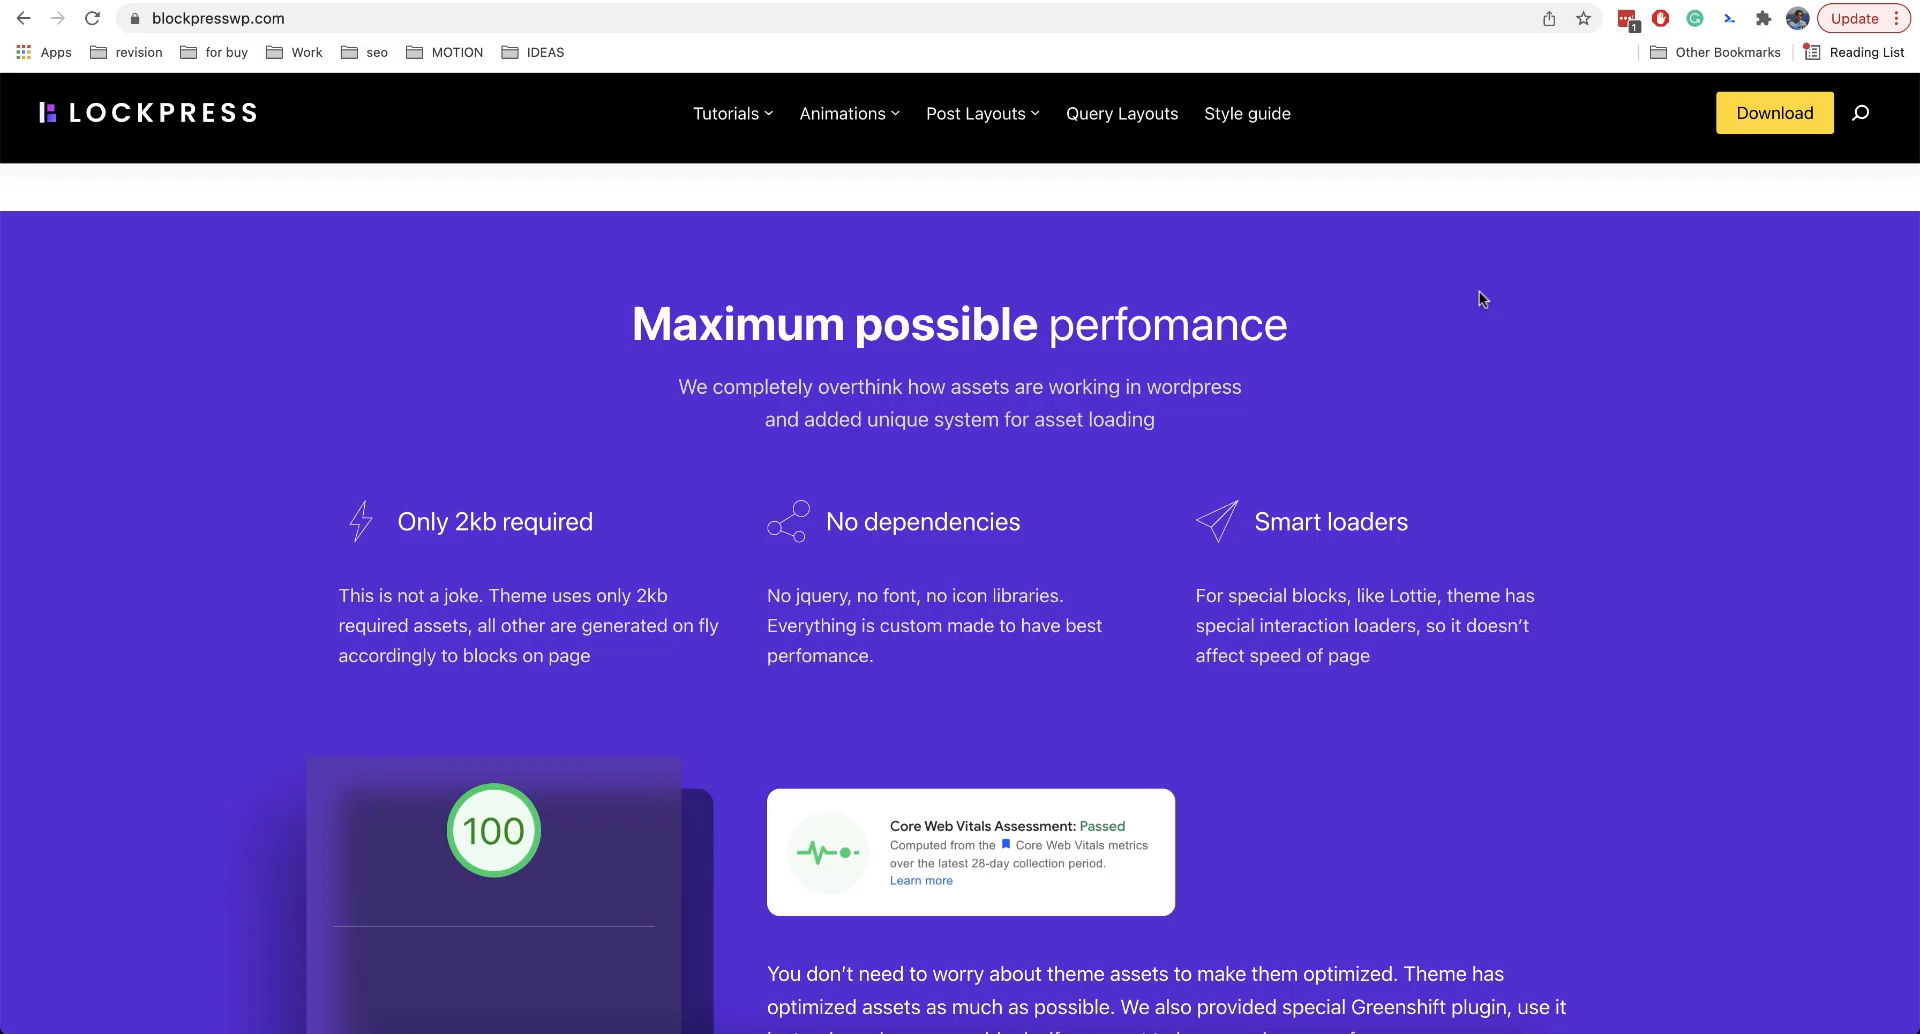 blockpresswp.com
1
Update
Apps
revision
for buy
Work
seo
MOTION
IDEAS
Other Bookmarks
Reading List
LOCKPRESS
Tutorials
Animations
Post Layouts
Query Layouts
Style guide
Download
Maximum possible perfomance
We completely overthink how assets are working in wordpress
and added unique system for asset loading
Only 2kb required
This is not a joke. Theme uses only 2kb
required assets, all other are generated on fly
accordingly to blocks on page
No dependencies
No jquery, no font, no icon libraries.
Everything is custom made to have best
perfomance.
Smart loaders
For special blocks, like Lottie, theme has
special interaction loaders, so it doesn’t
affect speed of page
100
Core Web Vitals Assessment: Passed
Computed from the Core Web Vitals metrics
over the latest 28-day collection period.
Learn more
You don’t need to worry about theme assets to make them optimized. Theme has
optimized assets as much as possible. We also provided special Greenshift plugin, use it